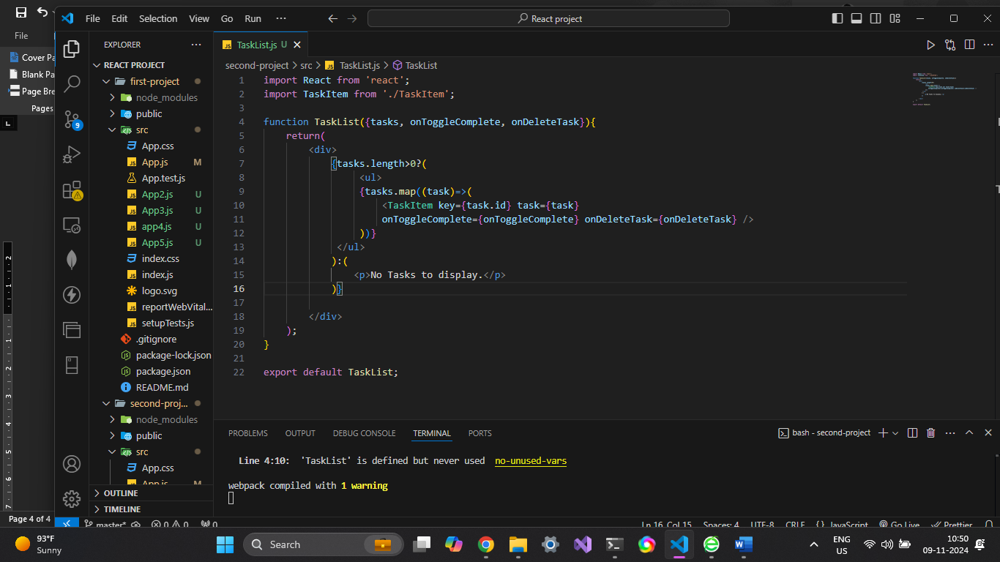 File Edit Selection View Go Run ··· React project
File
Cover Pa
Blank Pa
Page Bre
Pages
EXPLORER ···
REACT PROJECT
first-project
node_modules
public
src
App.css
App.js M
App.test.js
App2.js U
App3.js U
app4.js U
App5.js U
index.css
index.js
logo.svg
reportWebVital...
setupTests.js
.gitignore
package-lock.json
package.json
README.md
second-proj...
node_modules
public
src
App.css
App.js M
OUTLINE
TIMELINE
9
TaskList.js U
second-project > src > TaskList.js > TaskList
1 import React from 'react';
2 import TaskItem from './TaskItem';
3
4 function TaskList({tasks, onToggleComplete, onDeleteTask}){
5 return(
6 <div>
7 {tasks.length>0?(
8 <ul>
9 {tasks.map((task)=>(
10 <TaskItem key={task.id} task={task}
11 onToggleComplete={onToggleComplete} onDeleteTask={onDeleteTask} />
12 ))}
13 </ul>
14 ):(
15 <p>No Tasks to display.</p>
16 )}
17
18 </div>
19 );
20 }
21
22 export default TaskList;
PROBLEMS OUTPUT DEBUG CONSOLE TERMINAL PORTS bash - second-project
Line 4:10: 'TaskList' is defined but never used no-unused-vars
webpack compiled with 1 warning
Page 4 of 4
master* 0 0 0 Ln 16, Col 15 Spaces: 4 UTF-8 CRLF {} JavaScript Go Live Prettier
93°F
Sunny
Search
ENG
US
10:50
09-11-2024